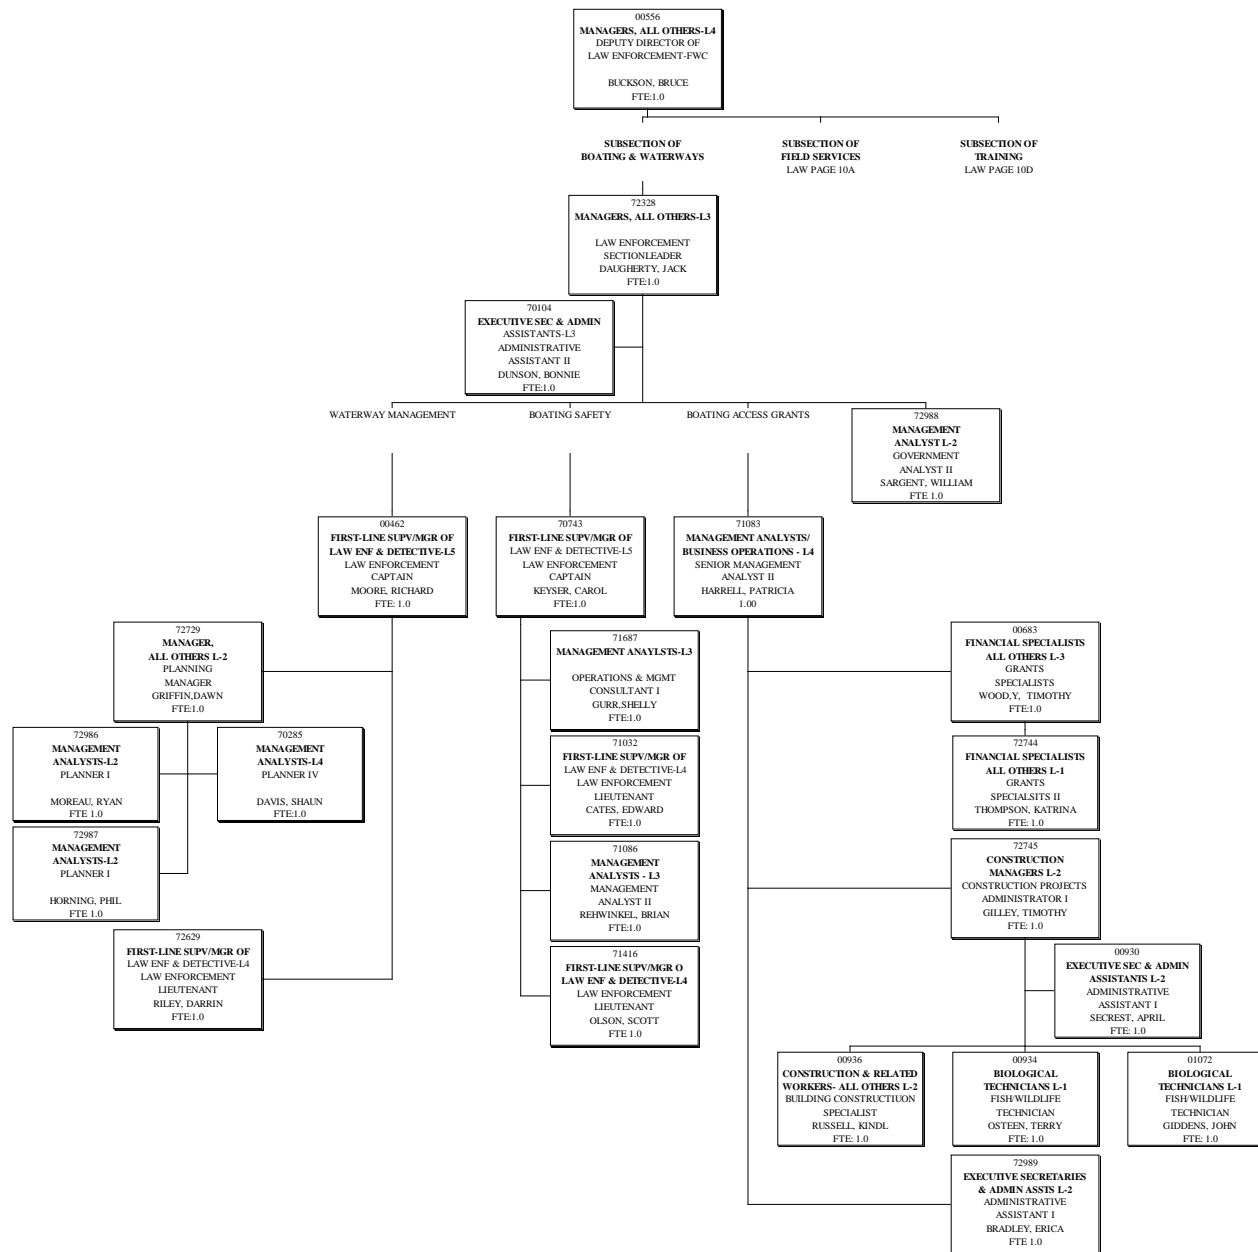 00556
MANAGERS, ALL OTHERS-L4
DEPUTY DIRECTOR OF
LAW ENFORCEMENT-FWC
BUCKSON, BRUCE
FTE:1.0
SUBSECTION OF
BOATING & WATERWAYS
SUBSECTION OF
FIELD SERVICES
LAW PAGE 10A
SUBSECTION OF
TRAINING
LAW PAGE 10D
72328
MANAGERS, ALL OTHERS-L3
LAW ENFORCEMENT
SECTIONLEADER
DAUGHERTY, JACK
FTE:1.0
70104
EXECUTIVE SEC & ADMIN
ASSISTANTS-L3
ADMINISTRATIVE
ASSISTANT II
DUNSON, BONNIE
FTE:1.0
WATERWAY MANAGEMENT
BOATING SAFETY
BOATING ACCESS GRANTS
72988
MANAGEMENT
ANALYST L-2
GOVERNMENT
ANALYST II
SARGENT, WILLIAM
FTE 1.0
00462
FIRST-LINE SUPV/MGR OF
LAW ENF & DETECTIVE-L5
LAW ENFORCEMENT
CAPTAIN
MOORE, RICHARD
FTE: 1.0
70743
FIRST-LINE SUPV/MGR OF
LAW ENF & DETECTIVE-L5
LAW ENFORCEMENT
CAPTAIN
KEYSER, CAROL
FTE:1.0
71083
MANAGEMENT ANALYSTS/
BUSINESS OPERATIONS - L4
SENIOR MANAGEMENT
ANALYST II
HARRELL, PATRICIA
1.00
72729
MANAGER,
ALL OTHERS L-2
PLANNING
MANAGER
GRIFFIN,DAWN
FTE:1.0
72986
MANAGEMENT
ANALYSTS-L2
PLANNER I
MOREAU, RYAN
FTE 1.0
70285
MANAGEMENT
ANALYSTS-L4
PLANNER IV
DAVIS, SHAUN
FTE:1.0
72987
MANAGEMENT
ANALYSTS-L2
PLANNER I
HORNING, PHIL
FTE 1.0
72629
FIRST-LINE SUPV/MGR OF
LAW ENF & DETECTIVE-L4
LAW ENFORCEMENT
LIEUTENANT
RILEY, DARRIN
FTE:1.0
71687
MANAGEMENT ANAYLSTS-L3
OPERATIONS & MGMT
CONSULTANT I
GURR,SHELLY
FTE:1.0
71032
FIRST-LINE SUPV/MGR OF
LAW ENF & DETECTIVE-L4
LAW ENFORCEMENT
LIEUTENANT
CATES, EDWARD
FTE:1.0
71086
MANAGEMENT
ANALYSTS - L3
MANAGEMENT
ANALYST II
REHWINKEL, BRIAN
FTE:1.0
71416
FIRST-LINE SUPV/MGR O
LAW ENF & DETECTIVE-L4
LAW ENFORCEMENT
LIEUTENANT
OLSON, SCOTT
FTE 1.0
00683
FINANCIAL SPECIALISTS
ALL OTHERS L-3
GRANTS
SPECIALISTS
WOOD,Y, TIMOTHY
FTE:1.0
72744
FINANCIAL SPECIALISTS
ALL OTHERS L-1
GRANTS
SPECIALSITS II
THOMPSON, KATRINA
FTE: 1.0
72745
CONSTRUCTION
MANAGERS L-2
CONSTRUCTION PROJECTS
ADMINISTRATOR I
GILLEY, TIMOTHY
FTE: 1.0
00930
EXECUTIVE SEC & ADMIN
ASSISTANTS L-2
ADMINISTRATIVE
ASSISTANT I
SECREST, APRIL
FTE: 1.0
00936
CONSTRUCTION & RELATED
WORKERS- ALL OTHERS L-2
BUILDING CONSTRUCTIUON
SPECIALIST
RUSSELL, KINDL
FTE: 1.0
00934
BIOLOGICAL
TECHNICIANS L-1
FISH/WILDLIFE
TECHNICIAN
OSTEEN, TERRY
FTE: 1.0
01072
BIOLOGICAL
TECHNICIANS L-1
FISH/WILDLIFE
TECHNICIAN
GIDDENS, JOHN
FTE: 1.0
72989
EXECUTIVE SECRETARIES
& ADMIN ASSTS L-2
ADMINISTRATIVE
ASSISTANT I
BRADLEY, ERICA
FTE 1.0